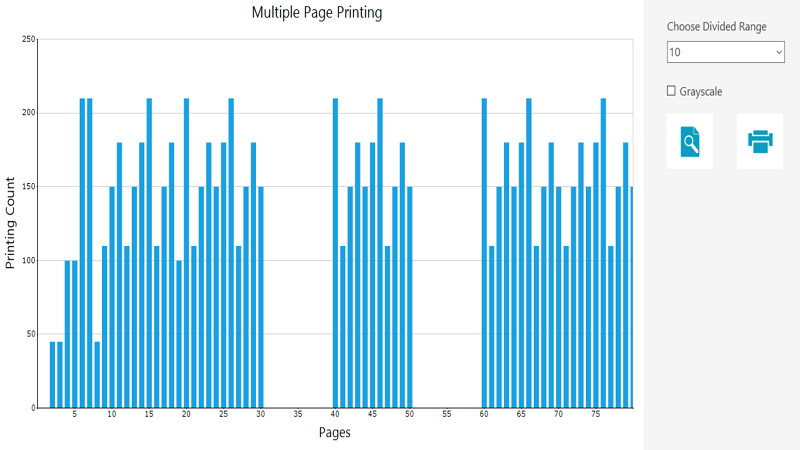 Multiple Page Printing
Choose Divided Range
10
Grayscale
250
200
150
100
50
0
Printing Count
5 10 15 20 25 30 35 40 45 50 55 60 65 70 75
Pages